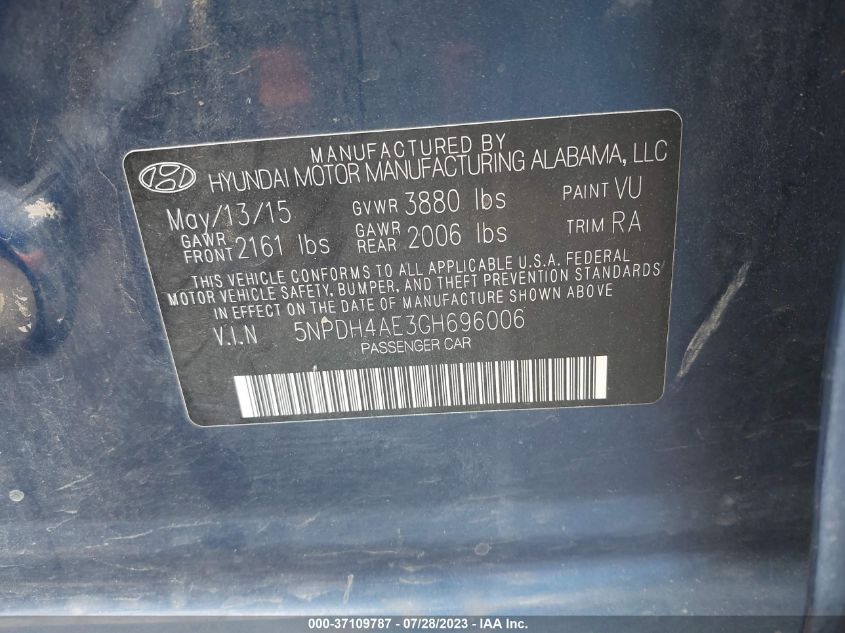 MANUFACTURED BY
HYUNDAI MOTOR MANUFACTURING ALABAMA, LLC
May/13/15 GVWR 3880 lbs PAINT VU
GAWR FRONT 2161 lbs GAWR REAR 2006 lbs TRIM RA
THIS VEHICLE CONFORMS TO ALL APPLICABLE U.S.A. FEDERAL
MOTOR VEHICLE SAFETY, BUMPER, AND THEFT PREVENTION STANDARDS
IN EFFECT ON THE DATE OF MANUFACTURE SHOWN ABOVE.
V.I.N 5NPDH4AE3GH696006
PASSENGER CAR
000-37109787 - 07/28/2023 - © IAA Inc.